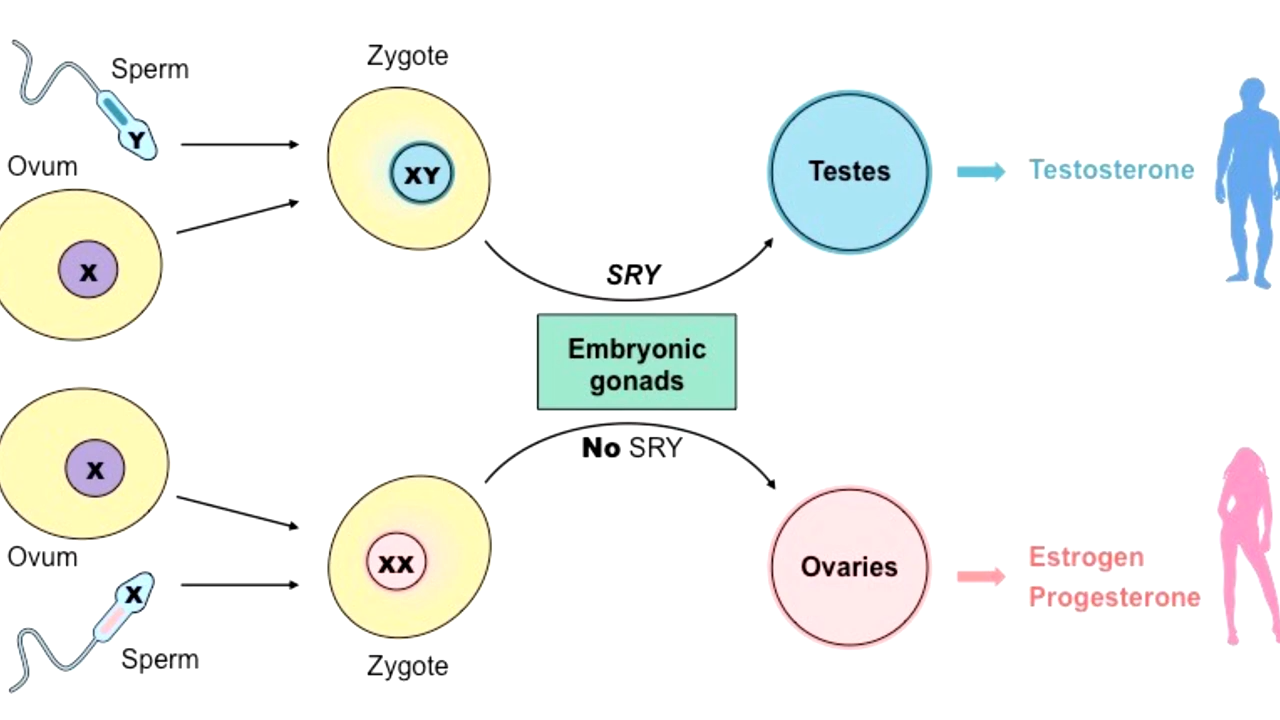 Sperm
Y
Ovum
X
Zygote
XY
SRY
Testes
Testosterone
Embryonic
gonads
X
Ovum
X
Sperm
XX
Zygote
No SRY
Ovaries
Estrogen
Progesterone